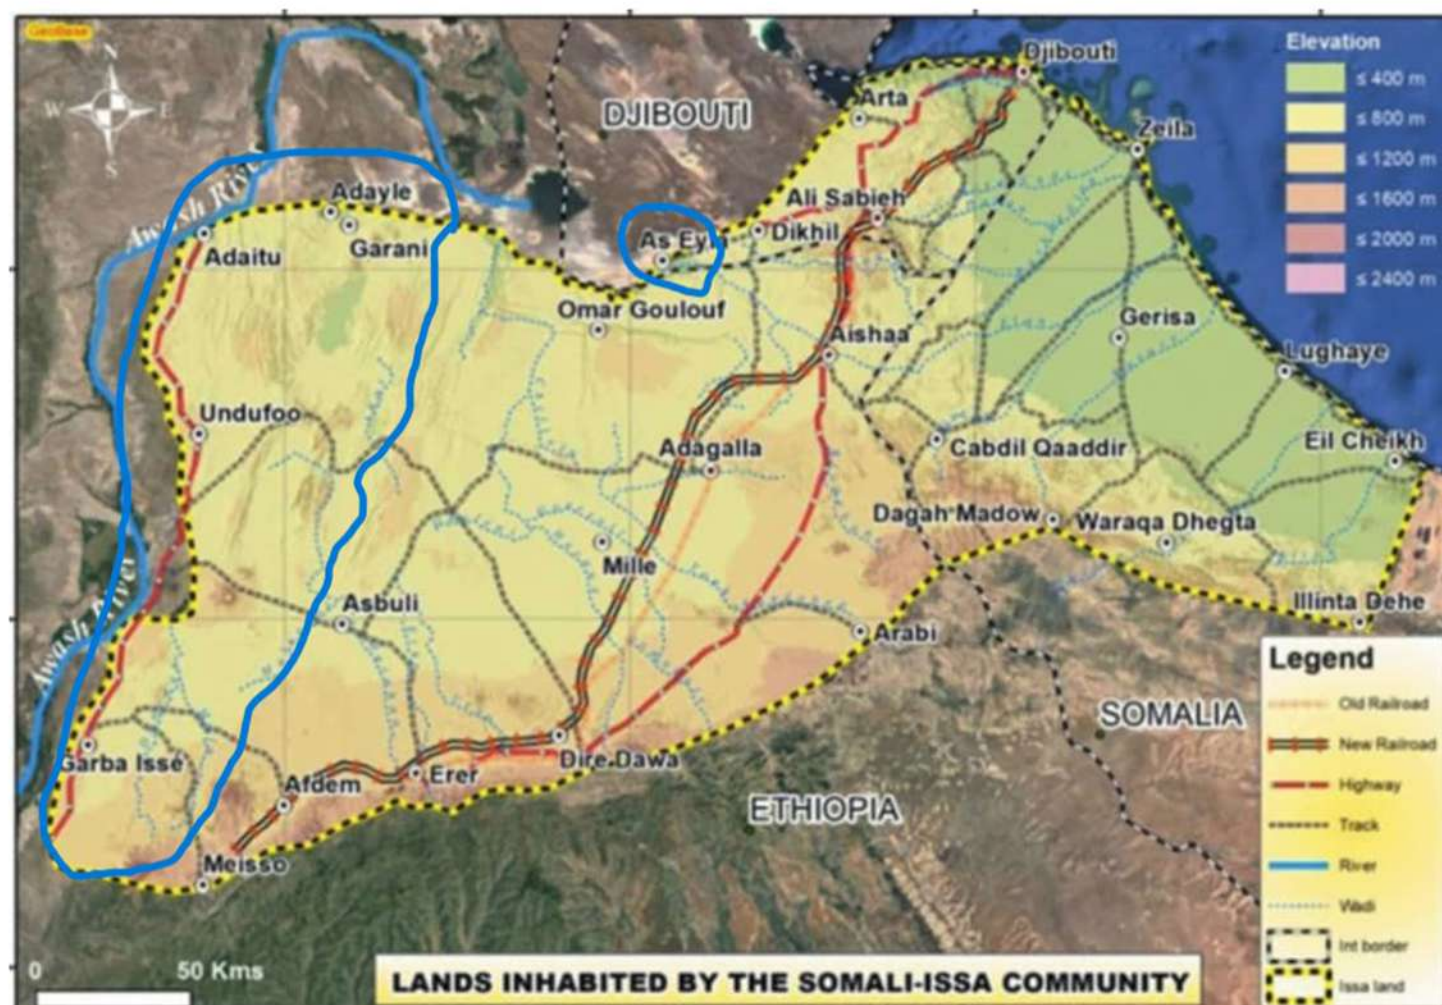 GeoBase
N
W
E
S
Elevation
≤ 400 m
≤ 800 m
≤ 1200 m
≤ 1600 m
≤ 2000 m
≤ 2400 m
DJIBOUTI
Djibouti
Arta
Zeila
Awash River
Adayle
Garani
Adaitu
Ali Sabieh
Dikhil
Omar Goulouf
Aishaa
Gerisa
Lughaye
Undufoo
Adagalla
Cabdil Qaaddir
Eil Cheikh
Dagah Madow
Waraqa Dhegta
Mille
Awash River
Asbuli
Arabi
Illinta Dehe
SOMALIA
Garba Isse
Afdem
Erer
Dire Dawa
ETHIOPIA
Meisso
Legend
Old Railroad
New Railroad
Highway
Track
River
Wadi
Int border
Issa land
0 50 Kms
LANDS INHABITED BY THE SOMALI-ISSA COMMUNITY